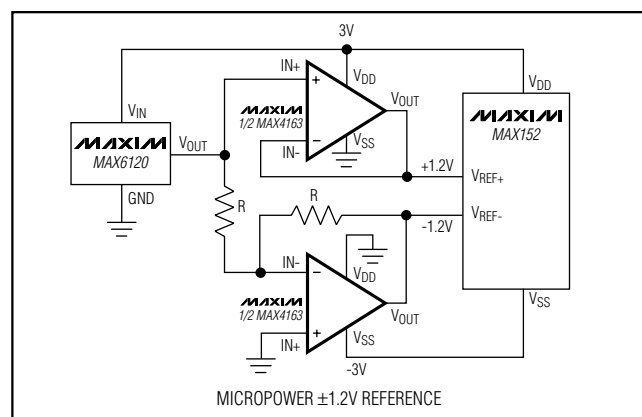 3V
IN+
+
VDD
VOUT
VDD
VIN
MAXIM
MAX6120
VOUT
GND
MAXIM
1/2 MAX4163
−
IN-
VSS
MAXIM
MAX152
+1.2V
VREF+
R
R
-1.2V
VREF-
IN-
−
VDD
MAXIM
1/2 MAX4163
VOUT
+
IN+
VSS
VSS
-3V
MICROPOWER ±1.2V REFERENCE